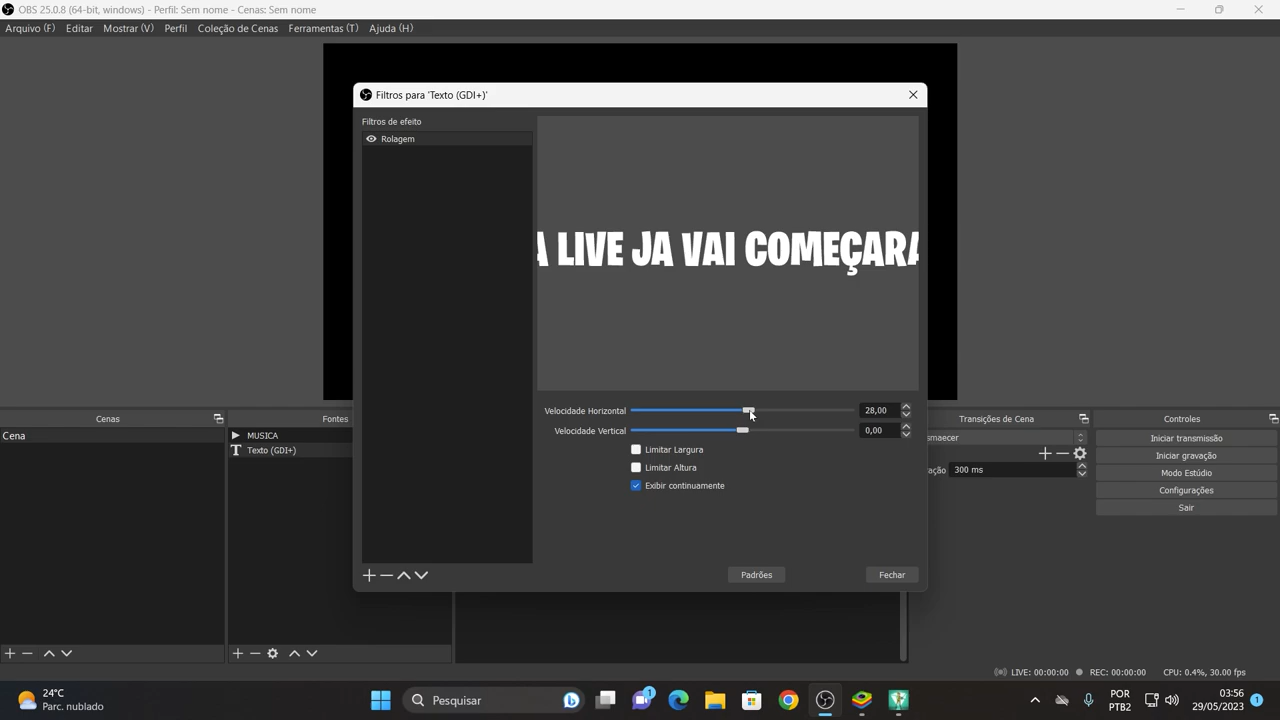 OBS 25.0.8 (64-bit, windows) - Perfil: Sem nome - Cenas: Sem nome
Arquivo (F) Editar Mostrar (V) Perfil Coleção de Cenas Ferramentas (T) Ajuda (H)
Filtros para 'Texto (GDI+)'
Filtros de efeito
Rolagem
A LIVE JA VAI COMEÇARA
Velocidade Horizontal 28,00
Velocidade Vertical 0,00
Limitar Largura
Limitar Altura
Exibir continuamente
Padrões Fechar
Cenas
Cena
Fontes
MUSICA
Texto (GDI+)
Transições de Cena
smaecer
ação 300 ms
Controles
Iniciar transmissão
Iniciar gravação
Modo Estúdio
Configurações
Sair
LIVE: 00:00:00 REC: 00:00:00 CPU: 0.4%, 30.00 fps
24°C
Parc. nublado
Pesquisar
1
POR
PTB2
03:56
29/05/2023
1